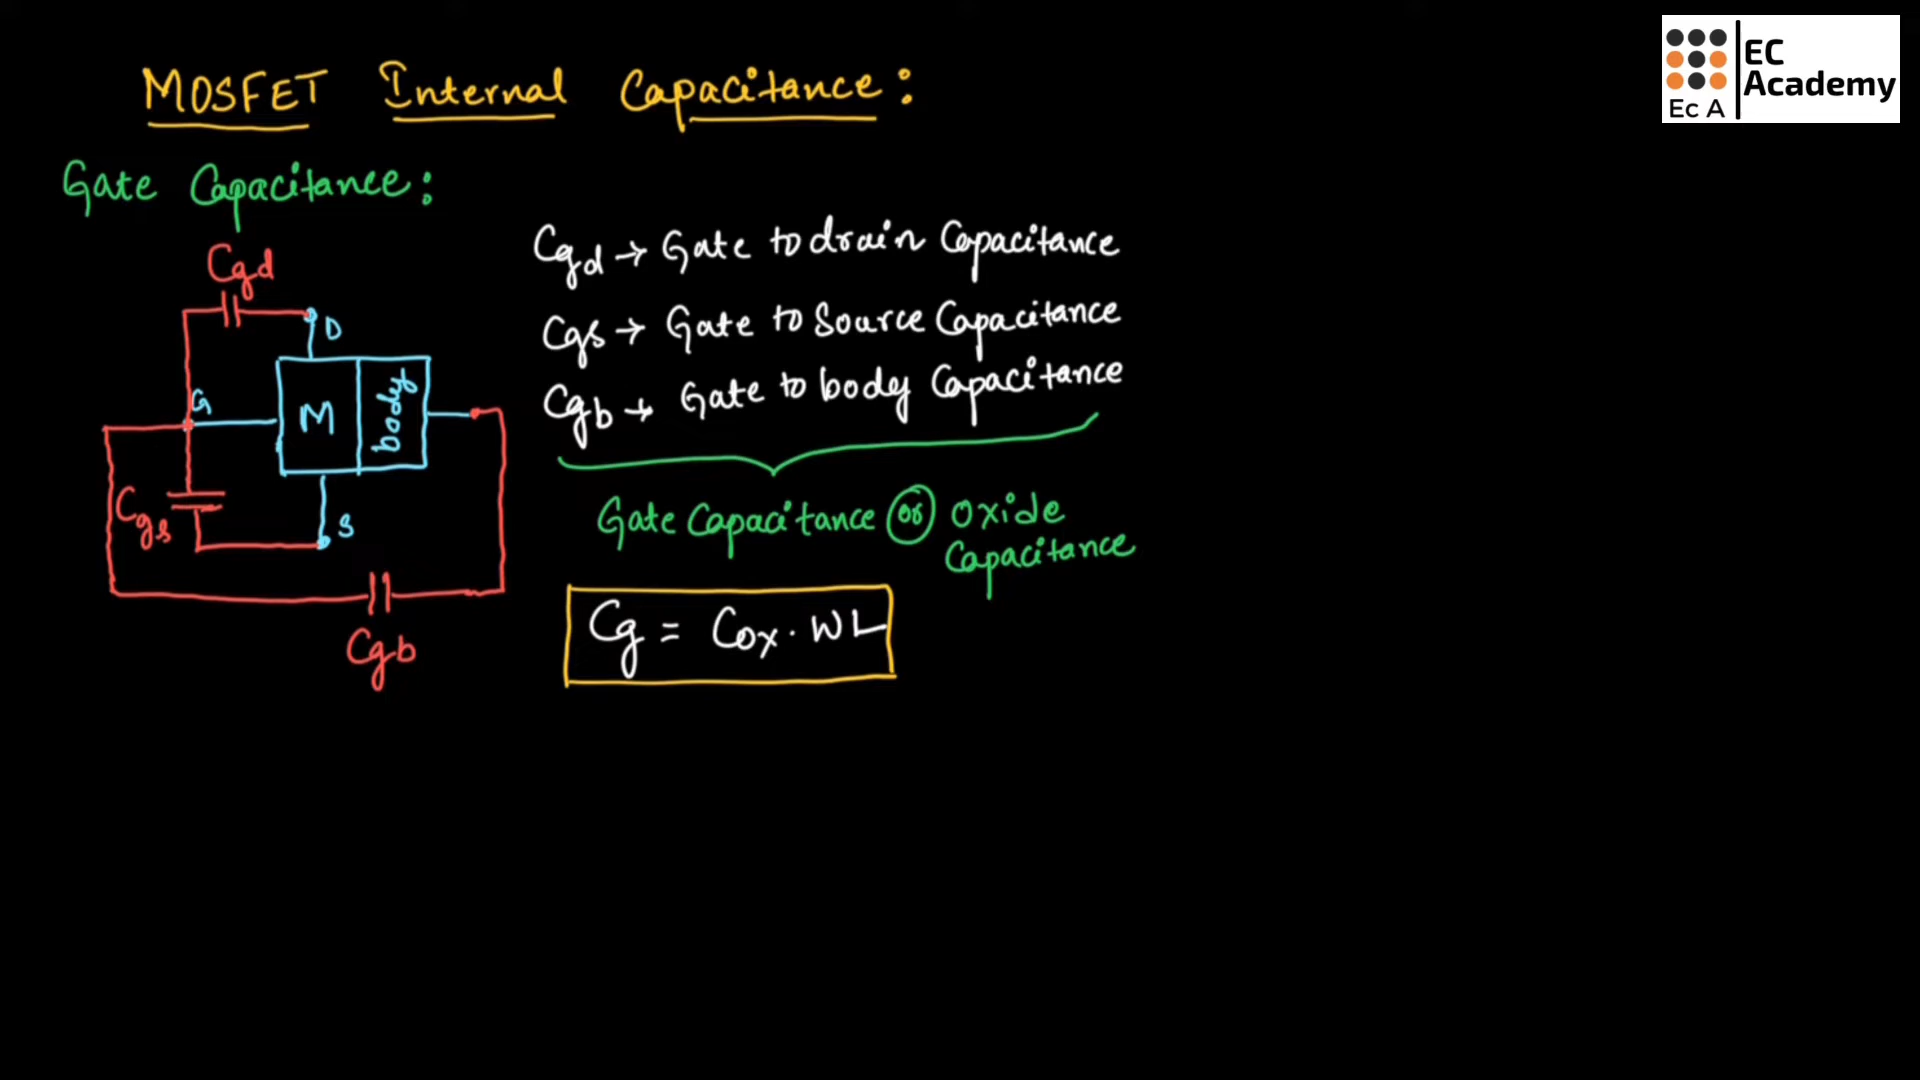 MOSFET Internal Capacitance:
EC
Academy
Ec A
Gate Capacitance:
Cgd
D
G
M
body
Cgs
S
Cgb
Cgd → Gate to drain Capacitance
Cgs → Gate to Source Capacitance
Cgb → Gate to body Capacitance
Gate Capacitance or Oxide
Capacitance
Cg = Cox · WL